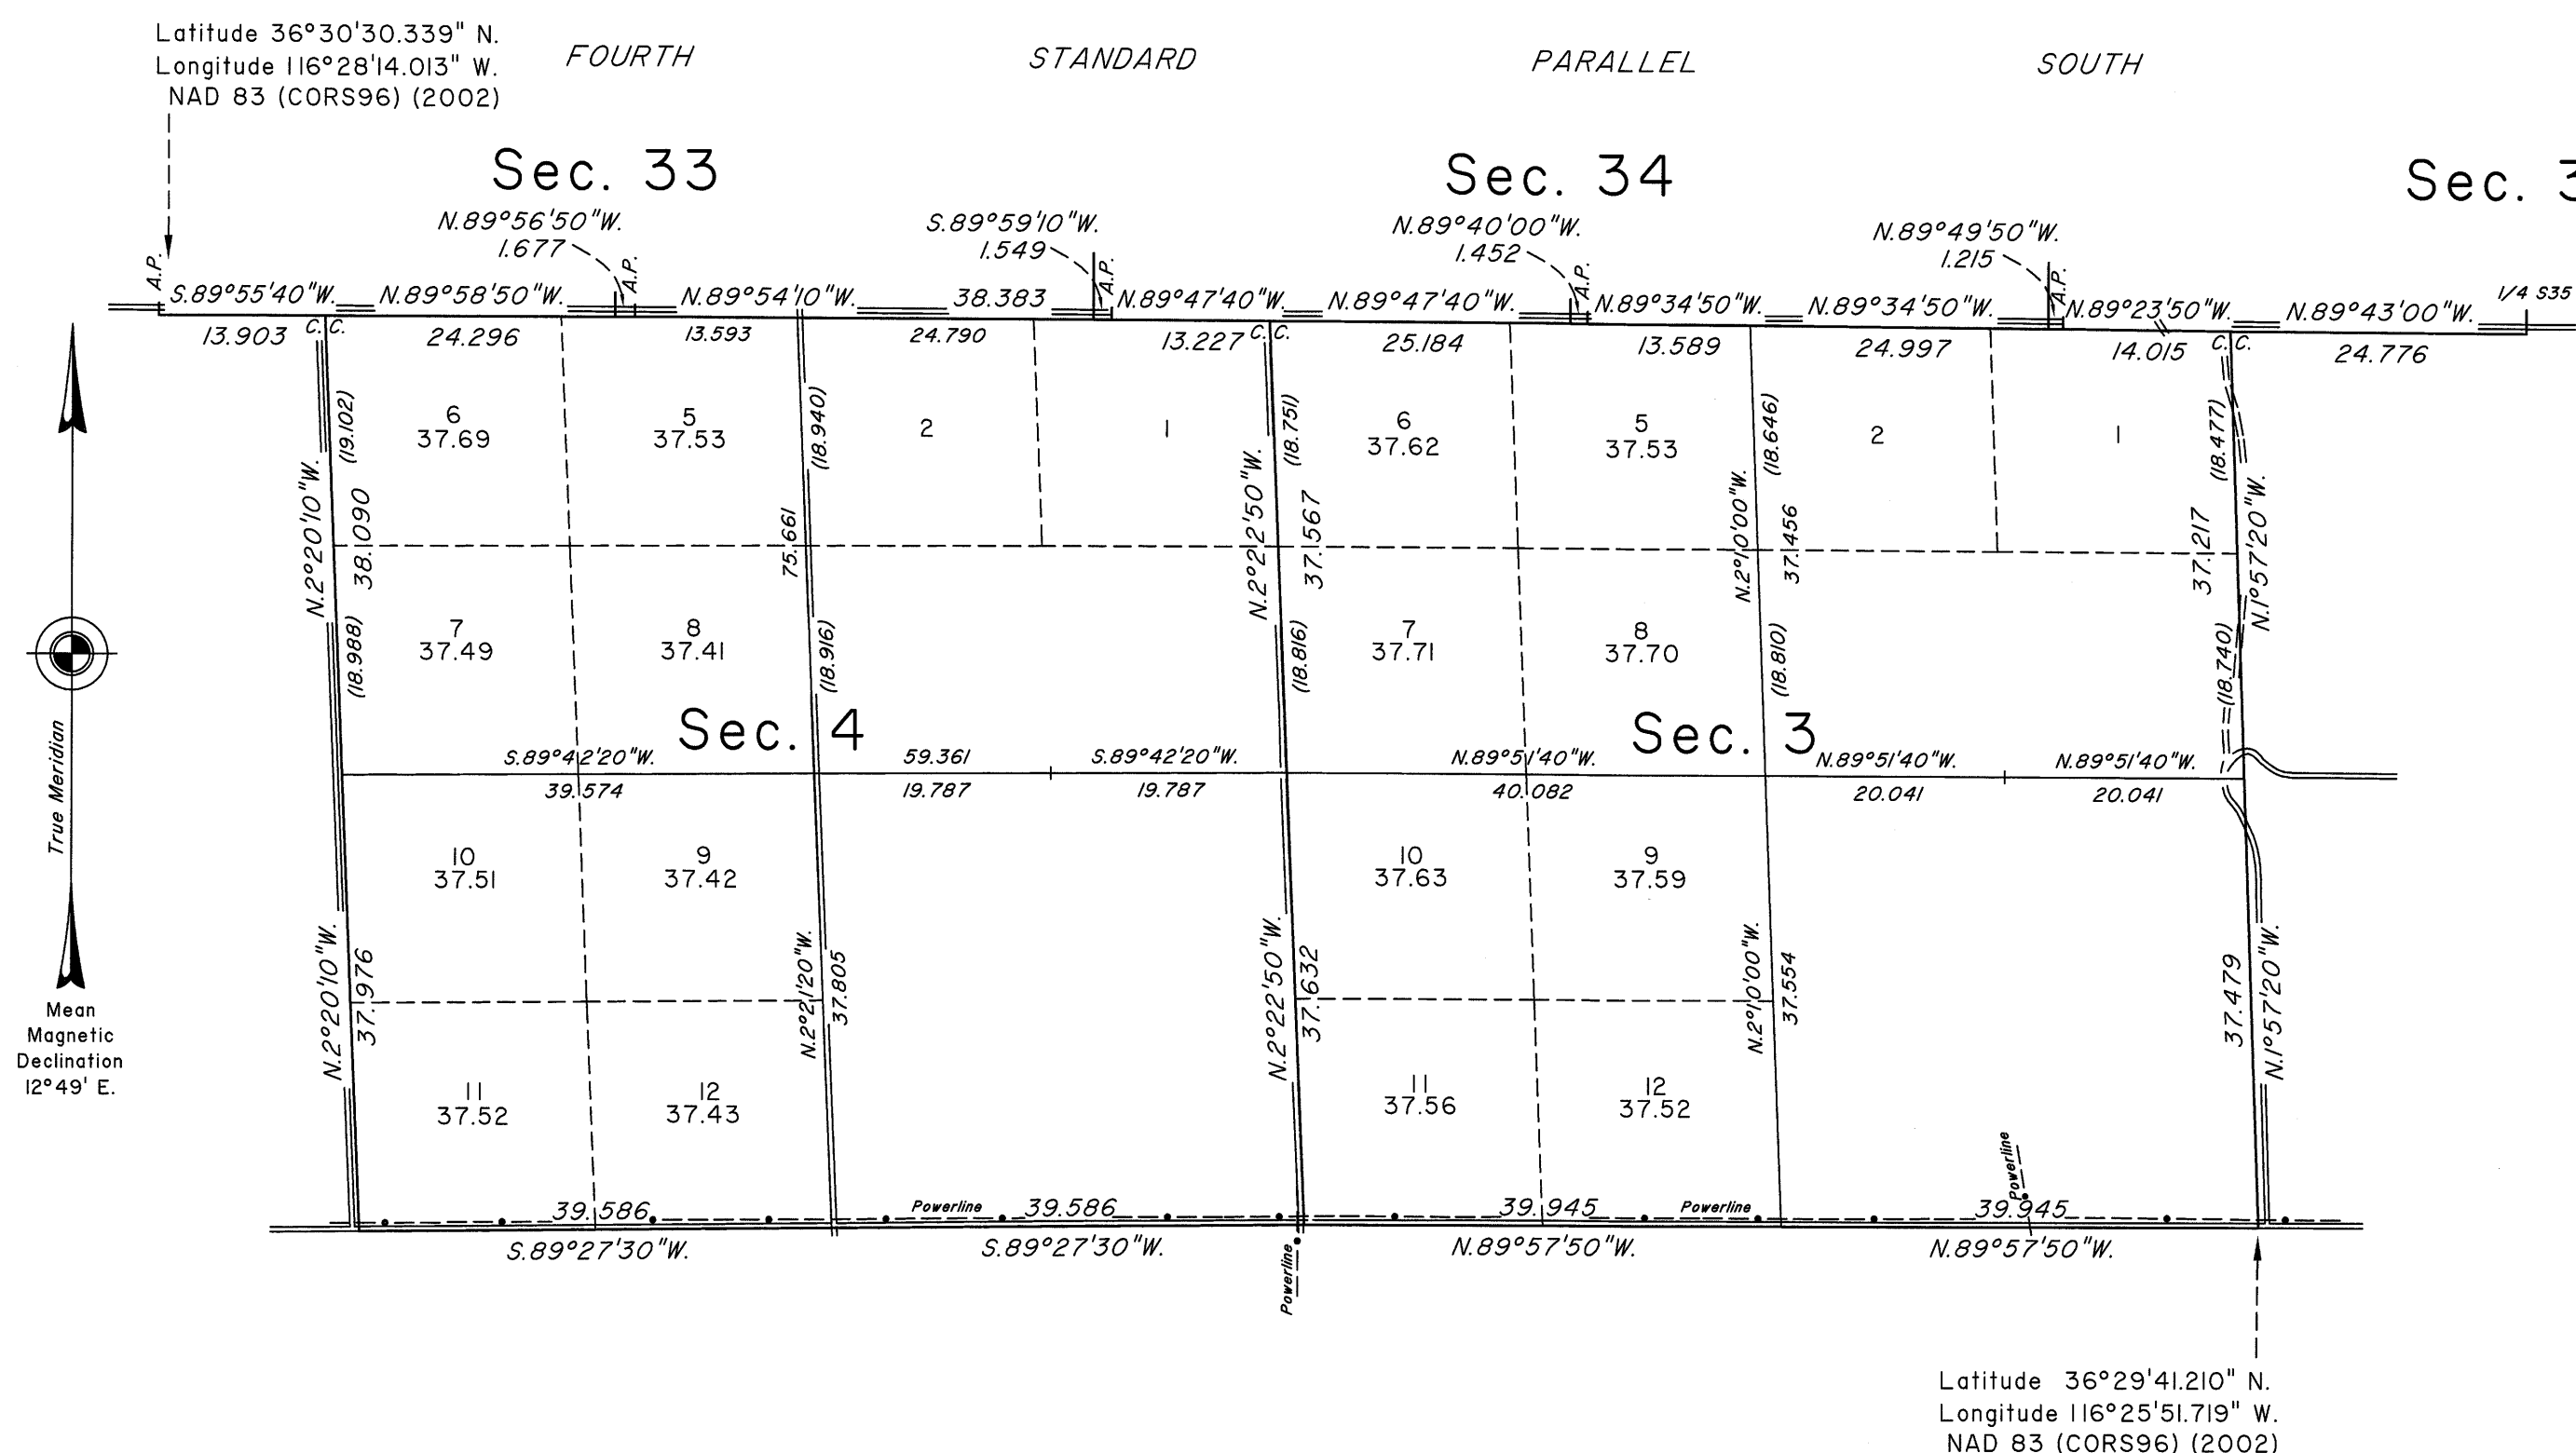 Latitude 36°30'30.339" N.
Longitude 116°28'14.013" W.
NAD 83 (CORS96) (2002)
FOURTH STANDARD PARALLEL SOUTH
Sec. 33 Sec. 34 Sec. 3
N.89°56'50"W. S.89°59'10"W. N.89°40'00"W. N.89°49'50"W.
1.677 1.549 1.452 1.215
A.P. A.P. A.P. A.P. A.P.
S.89°55'40"W. N.89°58'50"W. N.89°54'10"W. 38.383 N.89°47'40"W. N.89°47'40"W. N.89°34'50"W. N.89°34'50"W. N.89°23'50"W. N.89°43'00"W. 1/4 S35
13.903 C.C. 24.296 13.593 24.790 13.227 C.C. 25.184 13.589 24.997 14.015 C.C. 24.776
(19.102) (18.940) (18.751) (18.646) (18.477)
6 5 2 1 6 5 2 1
37.69 37.53 37.62 37.53
N.2°20'10"W. 38.090 75.661 N.2°22'50"W. 37.567 N.2°10'00"W. 37.456 37.217 N.1°57'20"W.
(18.988) (18.916) (18.816) (18.810) (18.740)
7 8 7 8
37.49 37.41 37.71 37.70
Sec. 4 Sec. 3
S.89°42'20"W. 59.361 S.89°42'20"W. N.89°51'40"W. N.89°51'40"W. N.89°51'40"W.
39.574 19.787 19.787 40.082 20.041 20.041
True Meridian
10 9 10 9
37.51 37.42 37.63 37.59
N.2°20'10"W. 37.976 N.2°21'20"W. 37.805 N.2°22'50"W. 37.632 N.2°10'00"W. 37.554 37.479 N.1°57'20"W.
Mean
Magnetic
Declination
12°49' E.
11 12 11 12
37.52 37.43 37.56 37.52
Powerline
39.586 Powerline 39.586 39.945 Powerline 39.945
S.89°27'30"W. S.89°27'30"W. N.89°57'50"W. N.89°57'50"W.
Powerline
Latitude 36°29'41.210" N.
Longitude 116°25'51.719" W.
NAD 83 (CORS96) (2002)